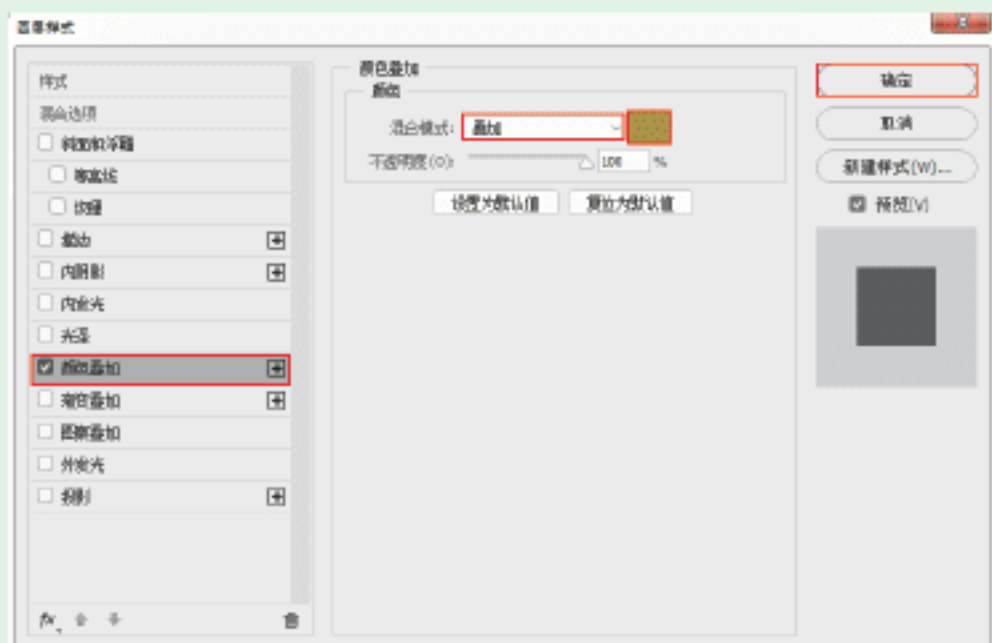 图层样式
样式
混合选项
斜面和浮雕
等高线
纹理
描边
内阴影
内发光
光泽
颜色叠加
渐变叠加
图案叠加
外发光
投影
fx
颜色叠加
颜色
混合模式: 叠加
不透明度(O): 100 %
设置为默认值 复位为默认值
确定
取消
新建样式(W)...
预览(V)